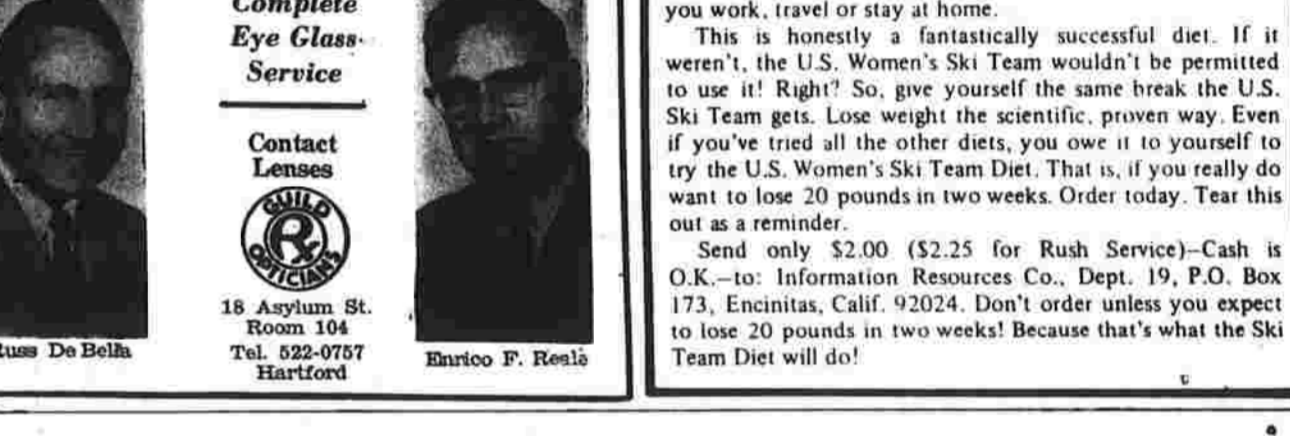 Complete
Eye Glass
Service
Contact
Lenses
GUILD
Rx
OPTICIANS
18 Asylum St.
Room 104
Tel. 522-0757
Hartford
Russ De Bella
Enrico F. Reale
you work, travel or stay at home.
This is honestly a fantastically successful diet. If it
weren't, the U.S. Women's Ski Team wouldn't be permitted
to use it! Right? So, give yourself the same break the U.S.
Ski Team gets. Lose weight the scientific, proven way. Even
if you've tried all the other diets, you owe it to yourself to
try the U.S. Women's Ski Team Diet. That is, if you really do
want to lose 20 pounds in two weeks. Order today. Tear this
out as a reminder.
Send only $2.00 ($2.25 for Rush Service)—Cash is
O.K.—to: Information Resources Co., Dept. 19, P.O. Box
173, Encinitas, Calif. 92024. Don't order unless you expect
to lose 20 pounds in two weeks! Because that's what the Ski
Team Diet will do!